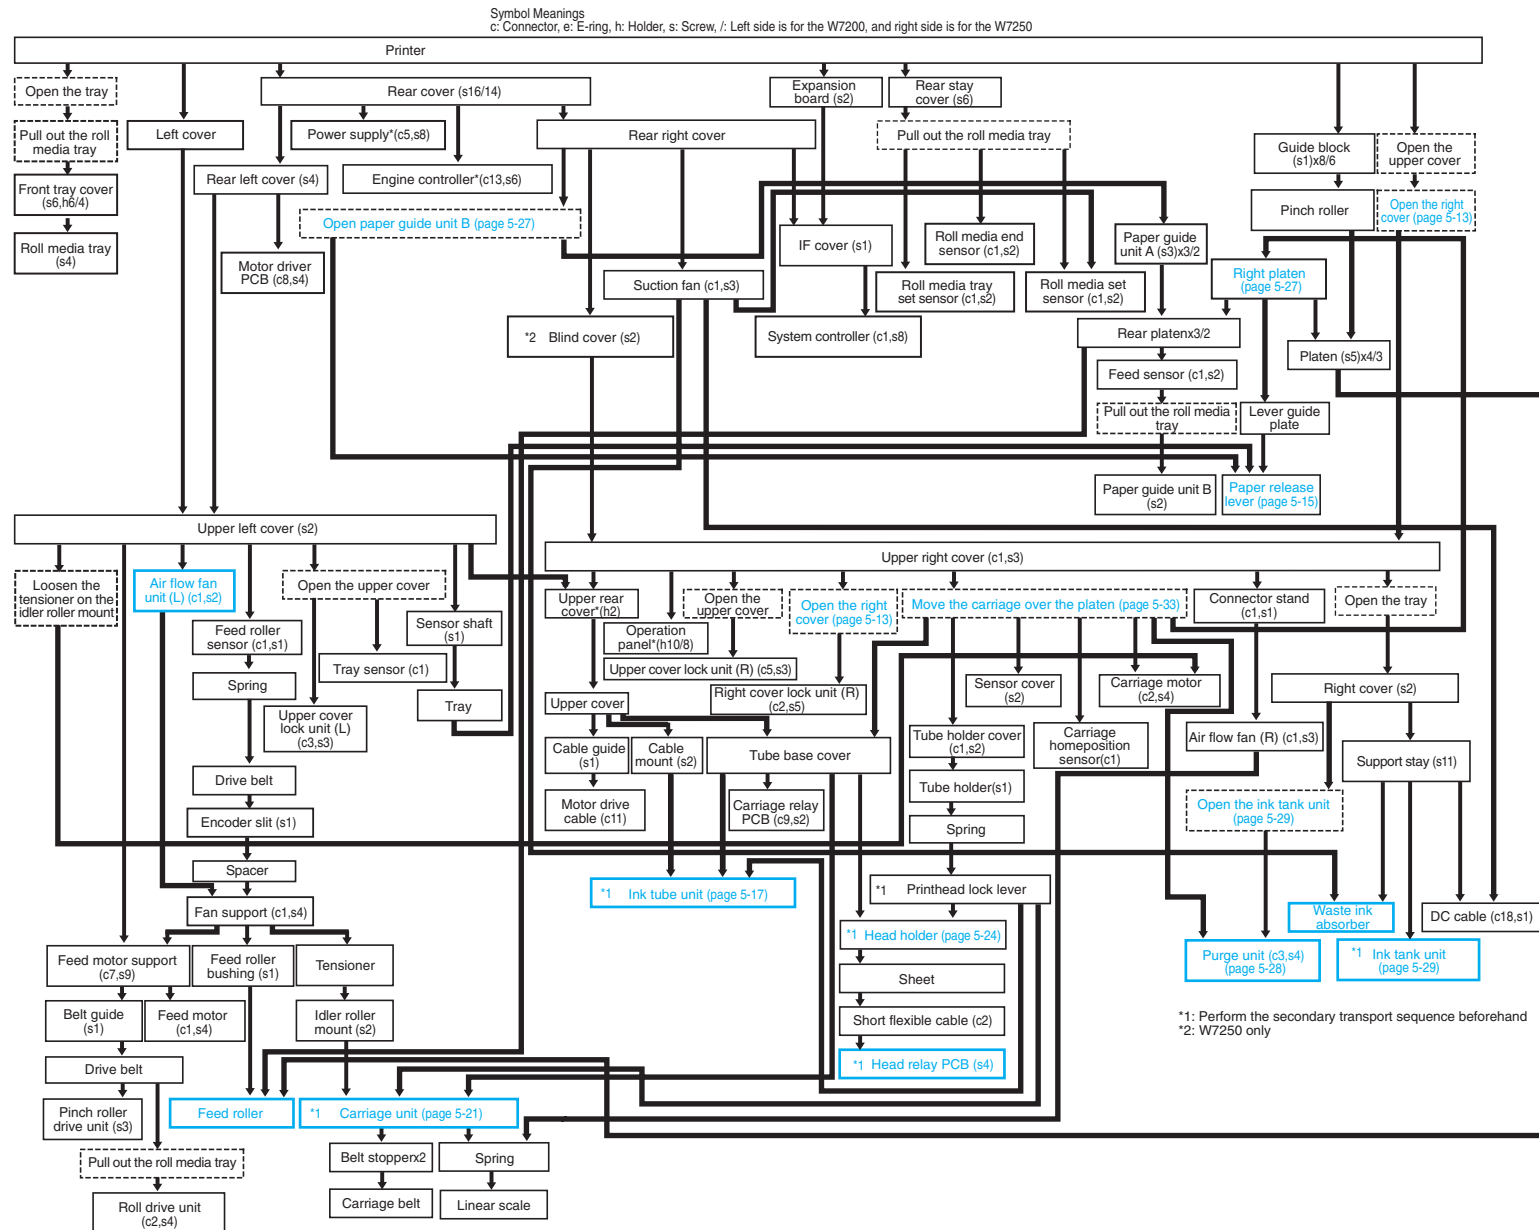 Symbol Meanings
c: Connector, e: E-ring, h: Holder, s: Screw, /: Left side is for the W7200, and right side is for the W7250
Printer
Open the tray
Rear cover (s16/14)
Expansion
board (s2)
Rear stay
cover (s6)
Pull out the roll
media tray
Left cover
Power supply*(c5,s8)
Rear right cover
Pull out the roll media tray
Guide block
(s1)x8/6
Open the
upper cover
Front tray cover
(s6,h6/4)
Rear left cover (s4)
Engine controller*(c13,s6)
Open paper guide unit B (page 5-27)
Pinch roller
Open the right
cover (page 5-13)
Roll media tray
(s4)
Motor driver
PCB (c8,s4)
IF cover (s1)
Roll media end
sensor (c1,s2)
Paper guide
unit A (s3)x3/2
Suction fan (c1,s3)
Roll media tray
set sensor (c1,s2)
Roll media set
sensor (c1,s2)
Right platen
(page 5-27)
*2 Blind cover (s2)
System controller (c1,s8)
Rear platenx3/2
Platen (s5)x4/3
Feed sensor (c1,s2)
Pull out the roll media
tray
Lever guide
plate
Paper guide unit B
(s2)
Paper release
lever (page 5-15)
Upper left cover (s2)
Upper right cover (c1,s3)
Loosen the
tensioner on the
idler roller mount
Air flow fan
unit (L) (c1,s2)
Open the upper cover
Upper rear
cover*(h2)
Open the
upper cover
Open the right
cover (page 5-13)
Move the carriage over the platen (page 5-33)
Connector stand
(c1,s1)
Open the tray
Feed roller
sensor (c1,s1)
Sensor shaft
(s1)
Operation
panel*(h10/8)
Tray sensor (c1)
Upper cover lock unit (R) (c5,s3)
Spring
Right cover lock unit (R)
(c2,s5)
Sensor cover
(s2)
Carriage motor
(c2,s4)
Right cover (s2)
Upper cover
lock unit (L)
(c3,s3)
Tray
Upper cover
Cable guide
(s1)
Cable
mount (s2)
Tube base cover
Tube holder cover
(c1,s2)
Carriage
homeposition
sensor(c1)
Air flow fan (R) (c1,s3)
Support stay (s11)
Drive belt
Motor drive
cable (c11)
Carriage relay
PCB (c9,s2)
Tube holder(s1)
Open the ink tank unit
(page 5-29)
Encoder slit (s1)
Spring
Spacer
*1 Ink tube unit (page 5-17)
*1 Printhead lock lever
Fan support (c1,s4)
Waste ink
absorber
DC cable (c18,s1)
*1 Head holder (page 5-24)
Feed motor support
(c7,s9)
Feed roller
bushing (s1)
Tensioner
Purge unit (c3,s4)
(page 5-28)
*1 Ink tank unit
(page 5-29)
Sheet
Belt guide
(s1)
Feed motor
(c1,s4)
Idler roller
mount (s2)
Short flexible cable (c2)
*1: Perform the secondary transport sequence beforehand
*2: W7250 only
Drive belt
*1 Head relay PCB (s4)
Pinch roller
drive unit (s3)
Feed roller
*1 Carriage unit (page 5-21)
Pull out the roll media tray
Belt stopperx2
Spring
Roll drive unit
(c2,s4)
Carriage belt
Linear scale